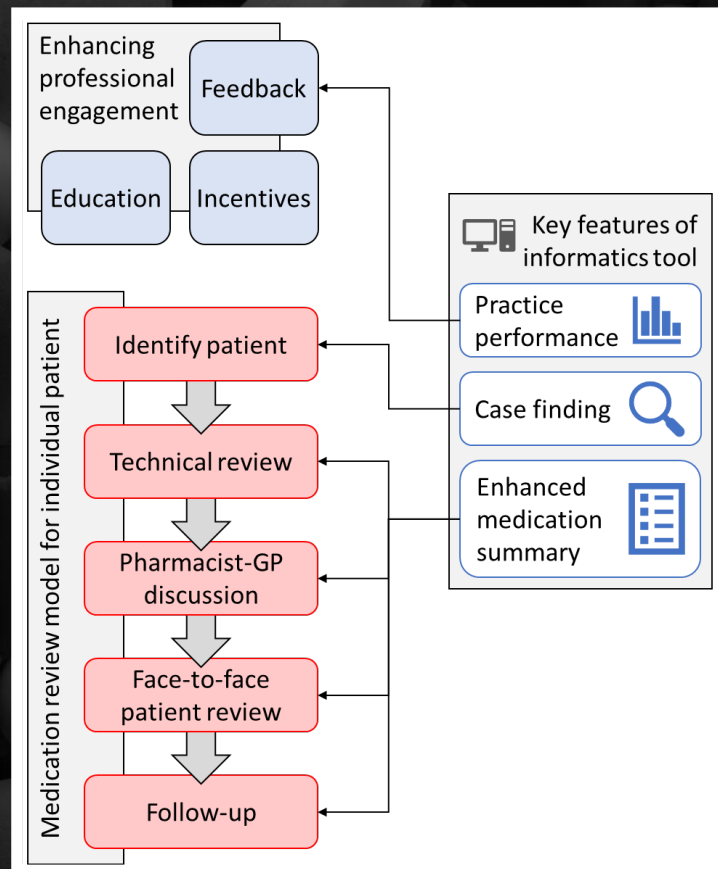 Enhancing
professional
engagement
Feedback
Education
Incentives
Key features of
informatics tool
Practice
performance
Case finding
Enhanced
medication
summary
Medication review model for individual patient
Identify patient
Technical review
Pharmacist-GP
discussion
Face-to-face
patient review
Follow-up